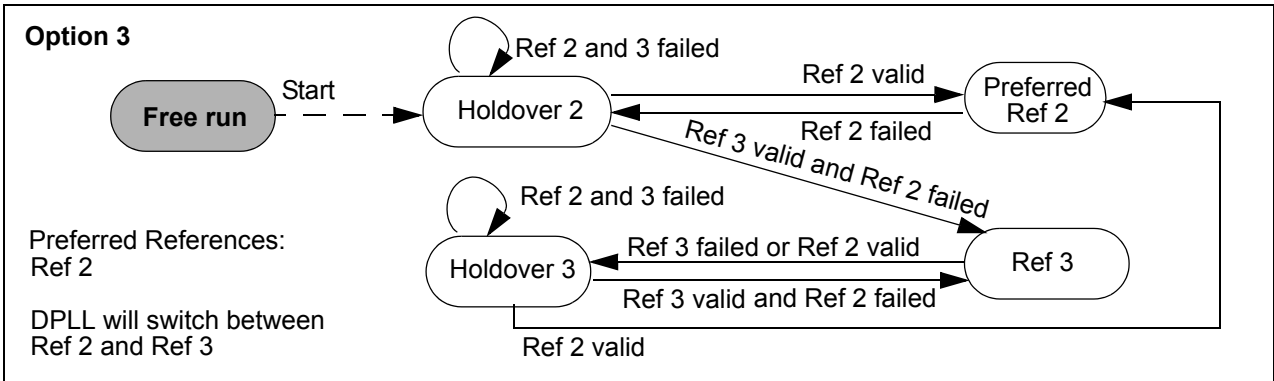 Option 3
Ref 2 and 3 failed
Start
Free run
Holdover 2
Ref 2 valid
Preferred
Ref 2
Ref 2 failed
Ref 3 valid and Ref 2 failed
Ref 2 and 3 failed
Preferred References:
Ref 2
Holdover 3
Ref 3 failed or Ref 2 valid
Ref 3
Ref 3 valid and Ref 2 failed
DPLL will switch between
Ref 2 and Ref 3
Ref 2 valid